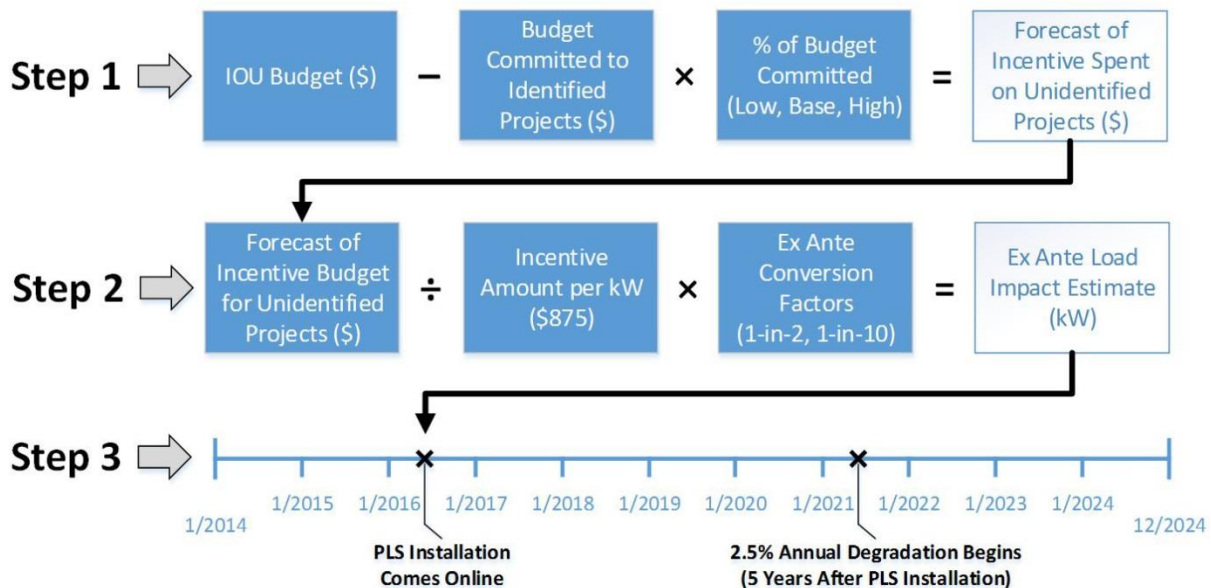 Step 1
IOU Budget ($)
−
Budget
Committed to
Identified
Projects ($)
×
% of Budget
Committed
(Low, Base, High)
=
Forecast of
Incentive Spent
on Unidentified
Projects ($)
Step 2
Forecast of
Incentive Budget
for Unidentified
Projects ($)
÷
Incentive
Amount per kW
($875)
×
Ex Ante
Conversion
Factors
(1-in-2, 1-in-10)
=
Ex Ante Load
Impact Estimate
(kW)
Step 3
1/2014
1/2015
1/2016
1/2017
1/2018
1/2019
1/2020
1/2021
1/2022
1/2023
1/2024
12/2024
PLS Installation
Comes Online
2.5% Annual Degradation Begins
(5 Years After PLS Installation)